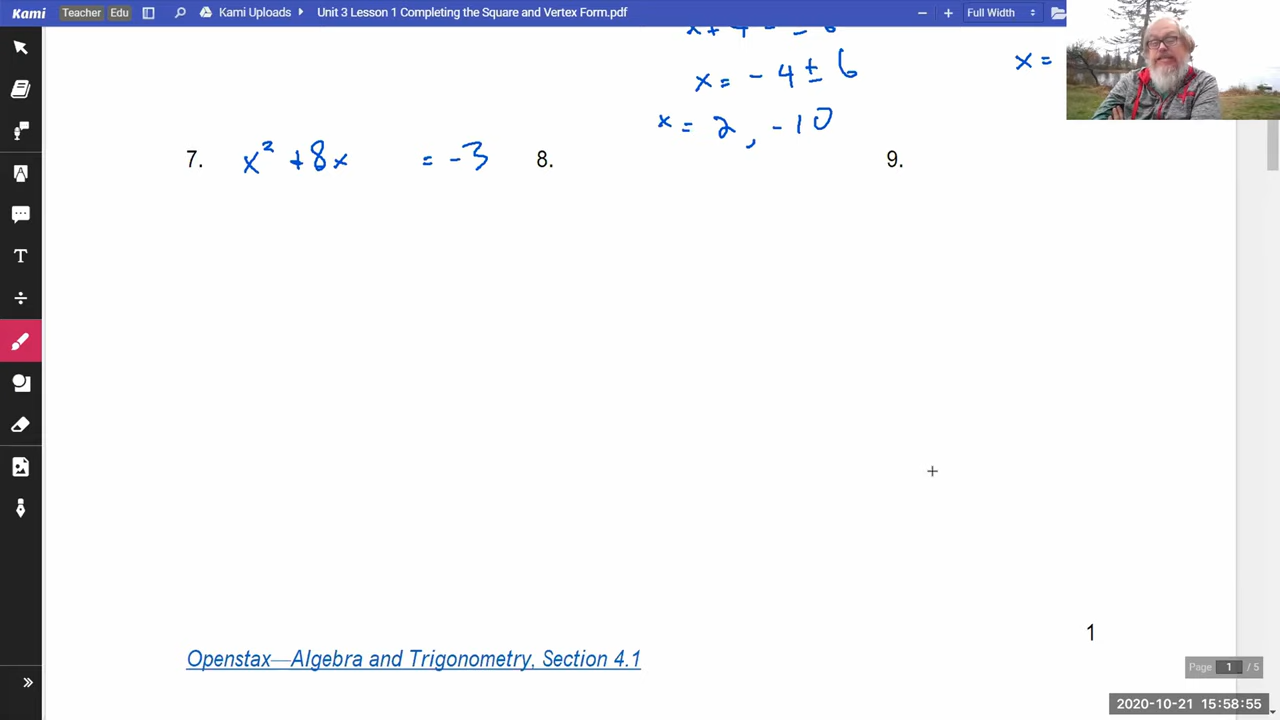 Kami Teacher Edu Kami Uploads Unit 3 Lesson 1 Completing the Square and Vertex Form.pdf Full Width
x = - 4 ± 6
x =
x = 2 , -10
7. x² + 8x = -3 8. 9.
1
Openstax—Algebra and Trigonometry, Section 4.1
Page 1 / 5
2020-10-21 15:58:55